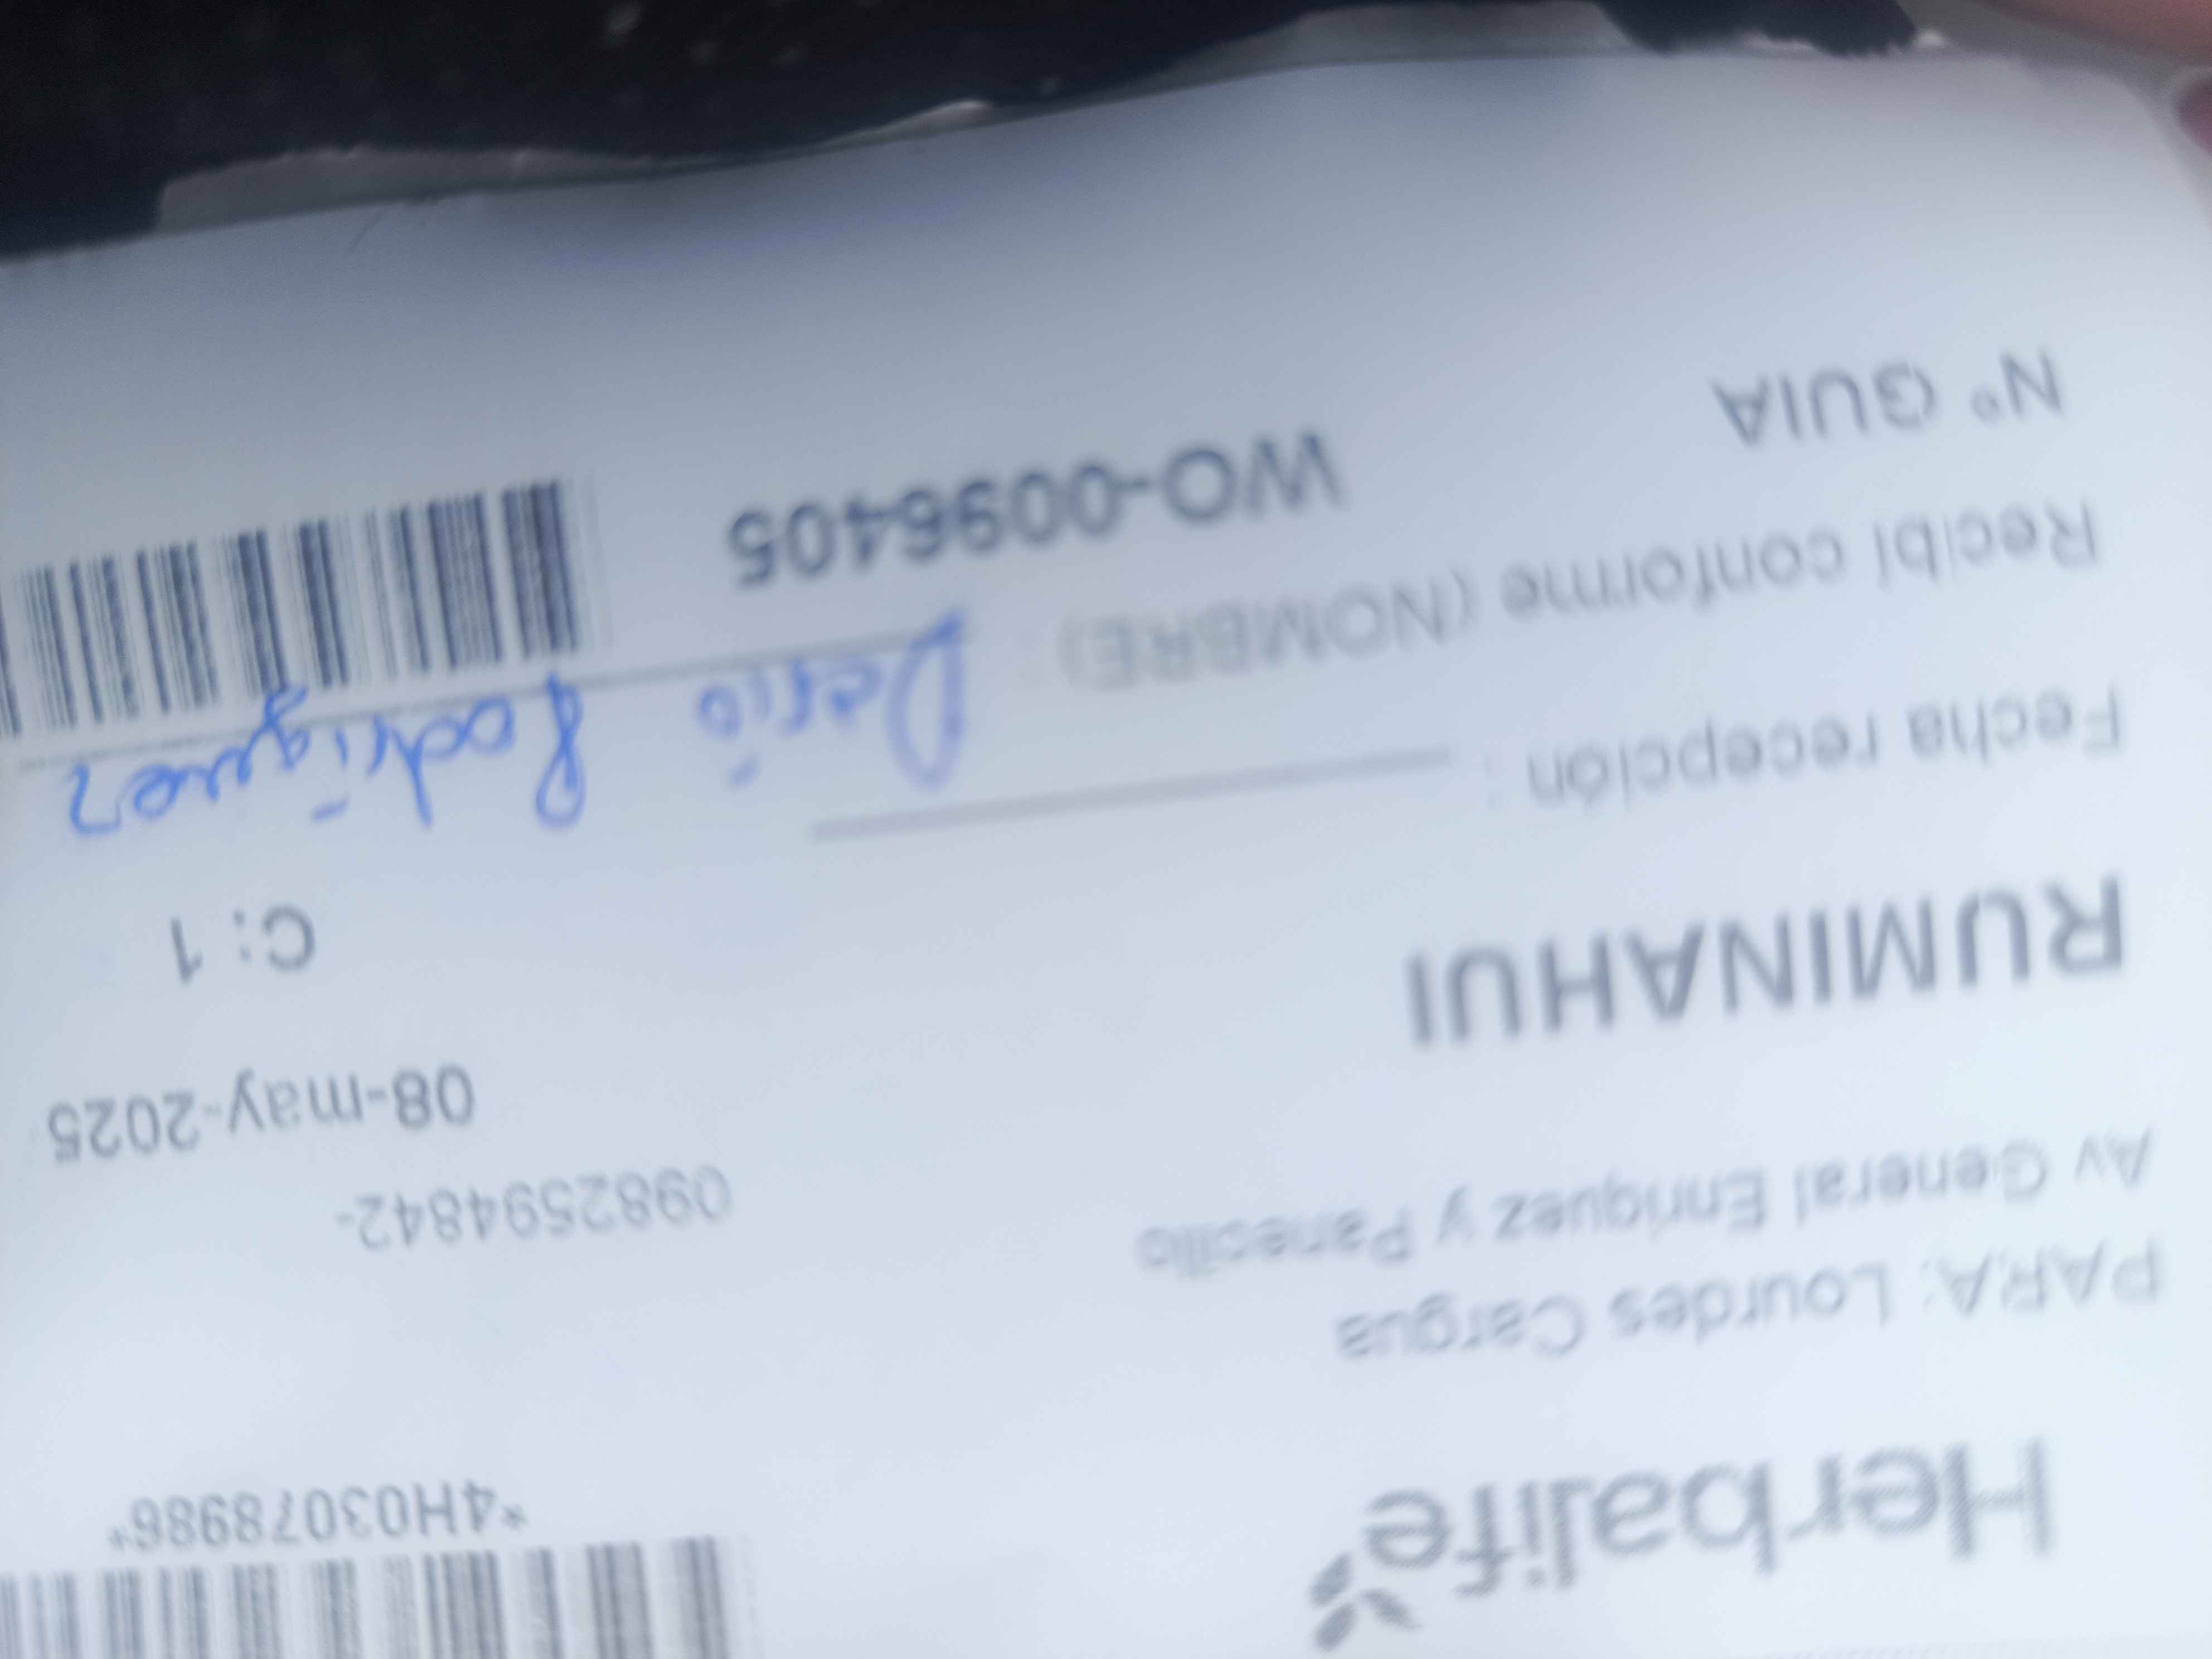 Herbalife
*4H03078986*
PARA: Lourdes Cargua
Av General Enriquez y Panecillo
0982594842-
08-may-2025
RUMINAHUI
C: 1
Fecha recepción :
Recibí conforme (NOMBRE) : Darío Rodríguez
N° GUIA
WO-0096405